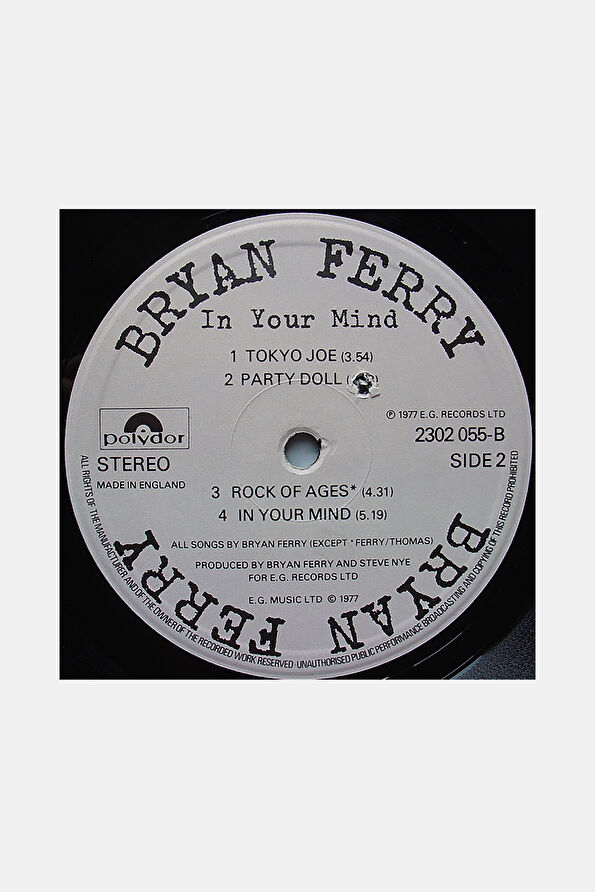 BRYAN FERRY
In Your Mind
1 TOKYO JOE (3.54)
2 PARTY DOLL (
℗ 1977 E.G. RECORDS LTD
polydor
2302 055-B
STEREO
SIDE 2
MADE IN ENGLAND
3 ROCK OF AGES* (4.31)
4 IN YOUR MIND (5.19)
ALL SONGS BY BRYAN FERRY (EXCEPT * FERRY/THOMAS)
PRODUCED BY BRYAN FERRY AND STEVE NYE
FOR E.G. RECORDS LTD
E.G. MUSIC LTD © 1977
BRYAN FERRY
ALL RIGHTS OF THE MANUFACTURER AND OF THE OWNER OF THE RECORDED WORK RESERVED · UNAUTHORISED PUBLIC PERFORMANCE BROADCASTING AND COPYING OF THIS RECORD PROHIBITED